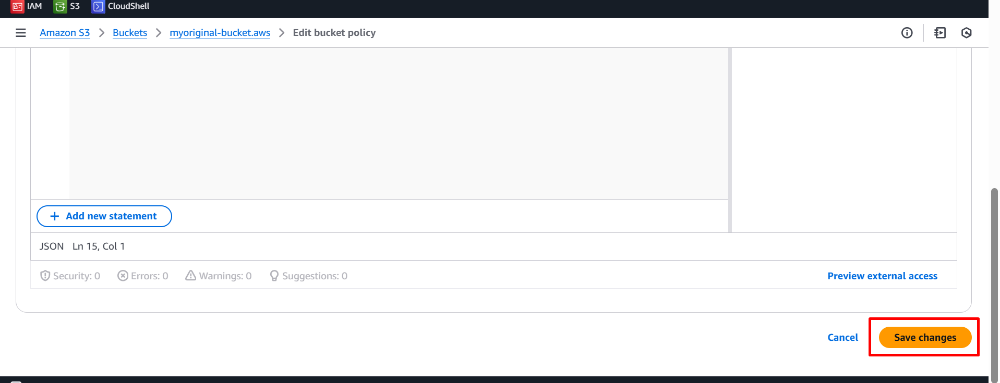 IAM S3 CloudShell
Amazon S3 Buckets myoriginal-bucket.aws Edit bucket policy
Add new statement
JSON Ln 15, Col 1
Security: 0 Errors: 0 Warnings: 0 Suggestions: 0 Preview external access
Cancel Save changes